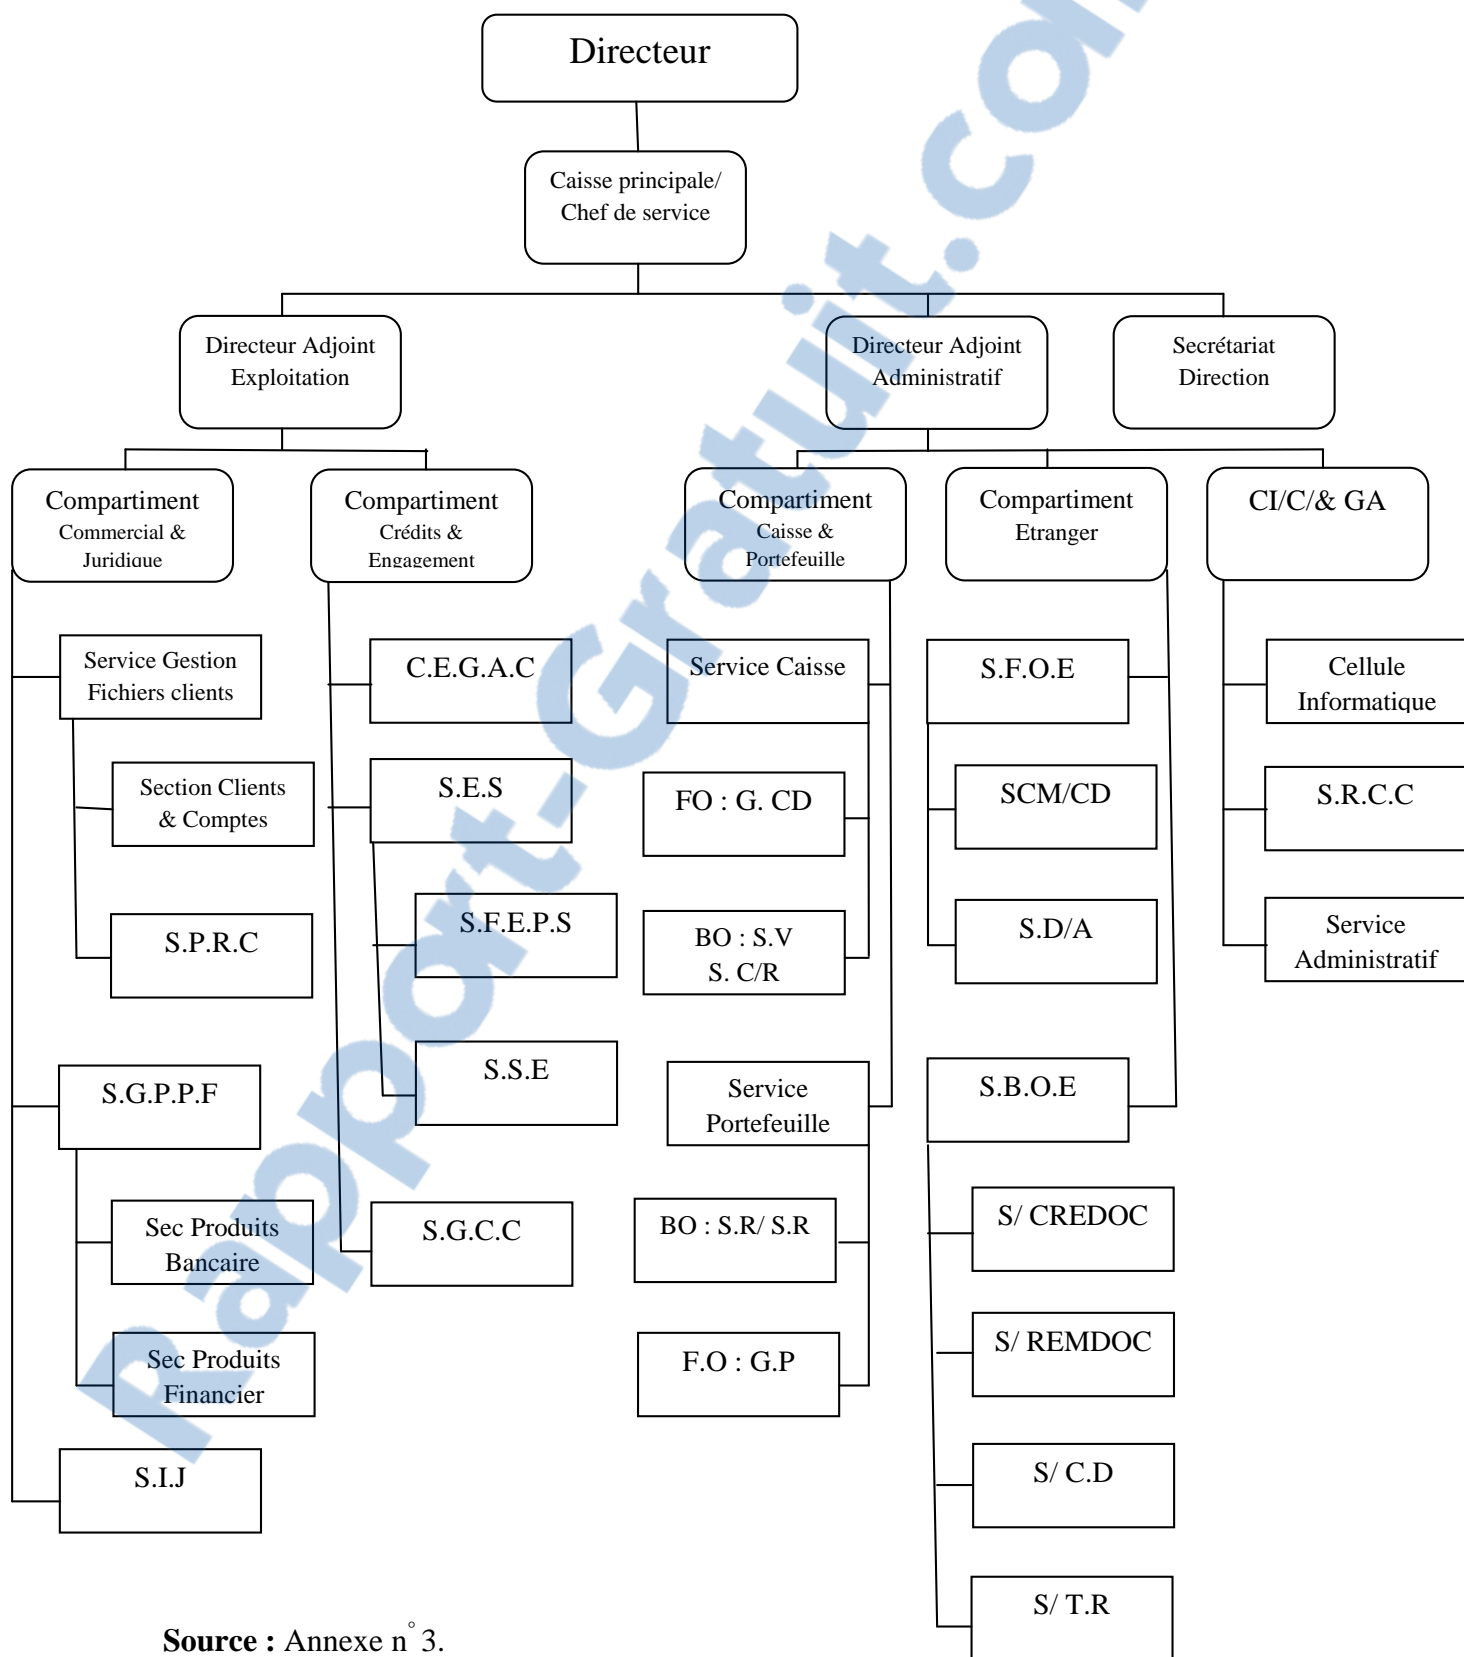 Directeur
Caisse principale/
Chef de service
Directeur Adjoint
Exploitation
Directeur Adjoint
Administratif
Secrétariat
Direction
Compartiment
Commercial &
Juridique
Compartiment
Crédits &
Engagement
Compartiment
Caisse &
Portefeuille
Compartiment
Etranger
CI/C/& GA
Service Gestion
Fichiers clients
Section Clients
& Comptes
S.P.R.C
S.G.P.P.F
Sec Produits
Bancaire
Sec Produits
Financier
S.I.J
C.E.G.A.C
S.E.S
S.F.E.P.S
S.S.E
S.G.C.C
Service Caisse
FO : G. CD
BO : S.V
S. C/R
Service
Portefeuille
BO : S.R/ S.R
F.O : G.P
S.F.O.E
SCM/CD
S.D/A
S.B.O.E
S/ CREDOC
S/ REMDOC
S/ C.D
S/ T.R
Cellule
Informatique
S.R.C.C
Service
Administratif
Source : Annexe n° 3.
Rapport-Gratuit.com